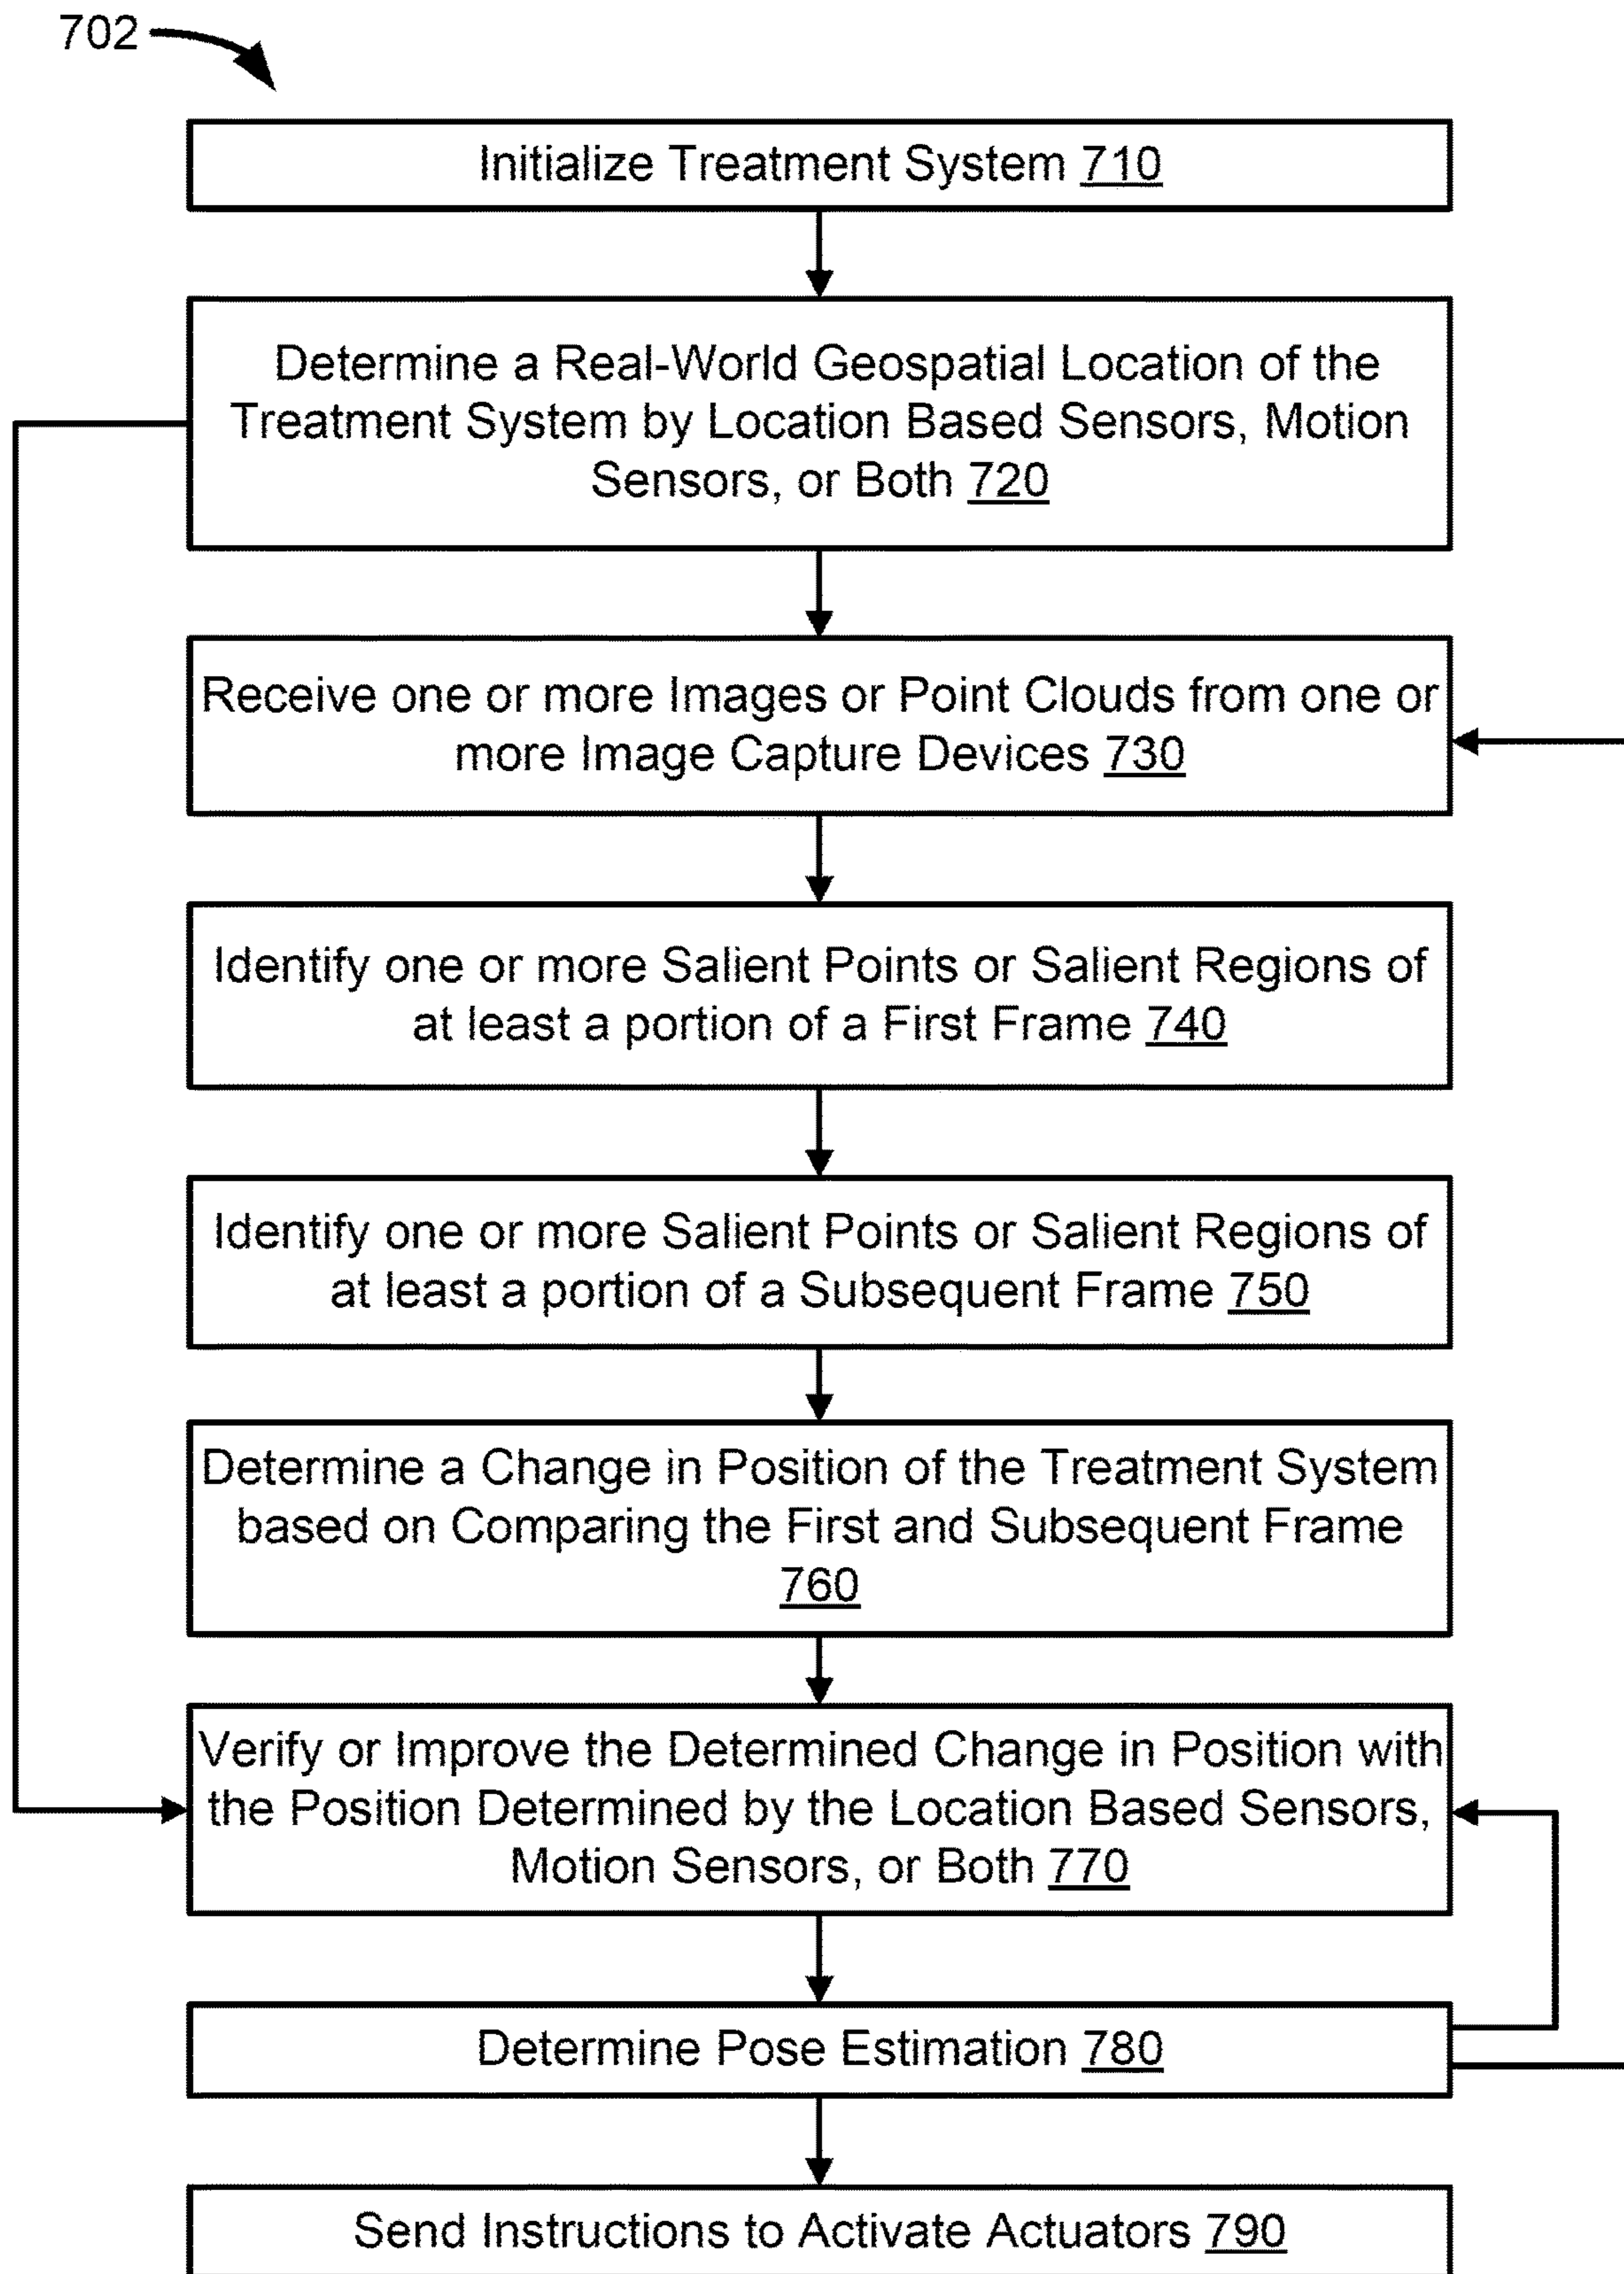 702
Initialize Treatment System 710
Determine a Real-World Geospatial Location of the
Treatment System by Location Based Sensors, Motion
Sensors, or Both 720
Receive one or more Images or Point Clouds from one or
more Image Capture Devices 730
Identify one or more Salient Points or Salient Regions of
at least a portion of a First Frame 740
Identify one or more Salient Points or Salient Regions of
at least a portion of a Subsequent Frame 750
Determine a Change in Position of the Treatment System
based on Comparing the First and Subsequent Frame
760
Verify or Improve the Determined Change in Position with
the Position Determined by the Location Based Sensors,
Motion Sensors, or Both 770
Determine Pose Estimation 780
Send Instructions to Activate Actuators 790